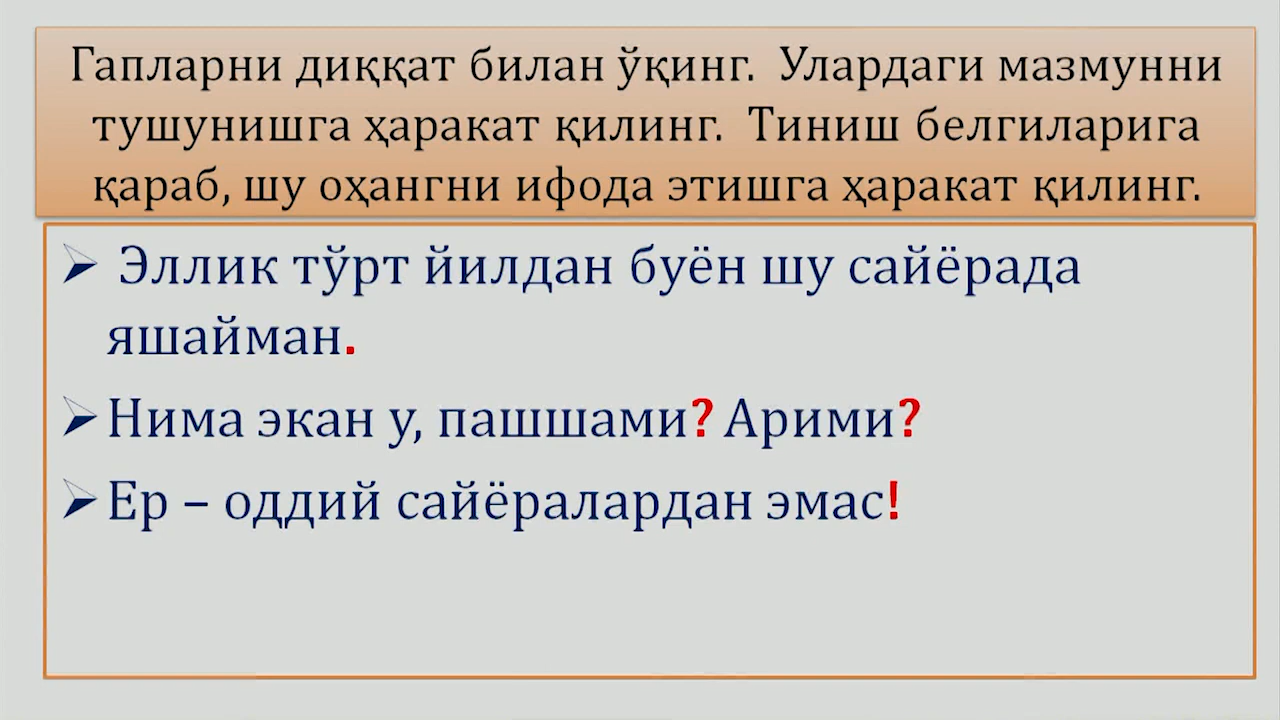 Гапларни диққат билан ўқинг. Улардаги мазмунни
тушунишга ҳаракат қилинг. Тиниш белгиларига
қараб, шу оҳангни ифода этишга ҳаракат қилинг.
➢ Эллик тўрт йилдан буён шу сайёрада
яшайман.
➢ Нима экан у, пашшами? Арими?
➢ Ер – оддий сайёралардан эмас!